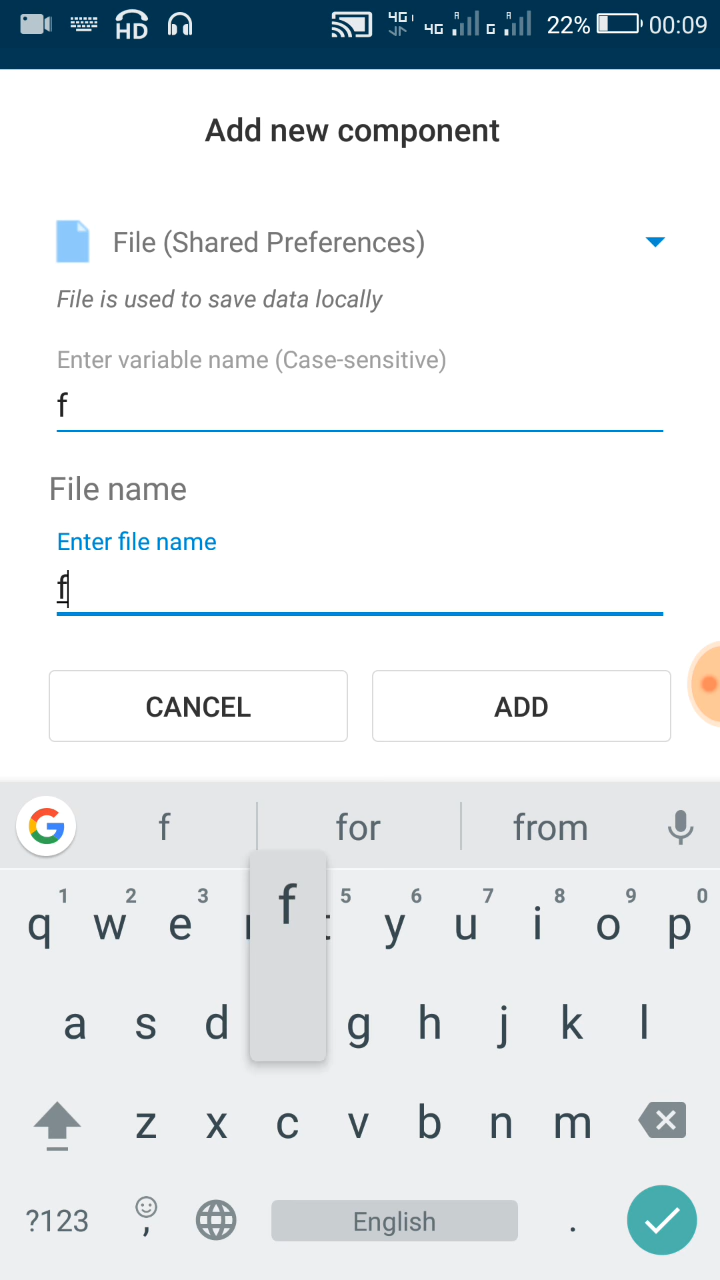 HD 4G 4G R G R 22% 00:09
Add new component
File (Shared Preferences)
File is used to save data locally
Enter variable name (Case-sensitive)
f
File name
Enter file name
f
CANCEL ADD
G f for from
f
1 2 3 5 6 7 8 9 0
q w e y u i o p
a s d g h j k l
z x c v b n m
?123 , English .